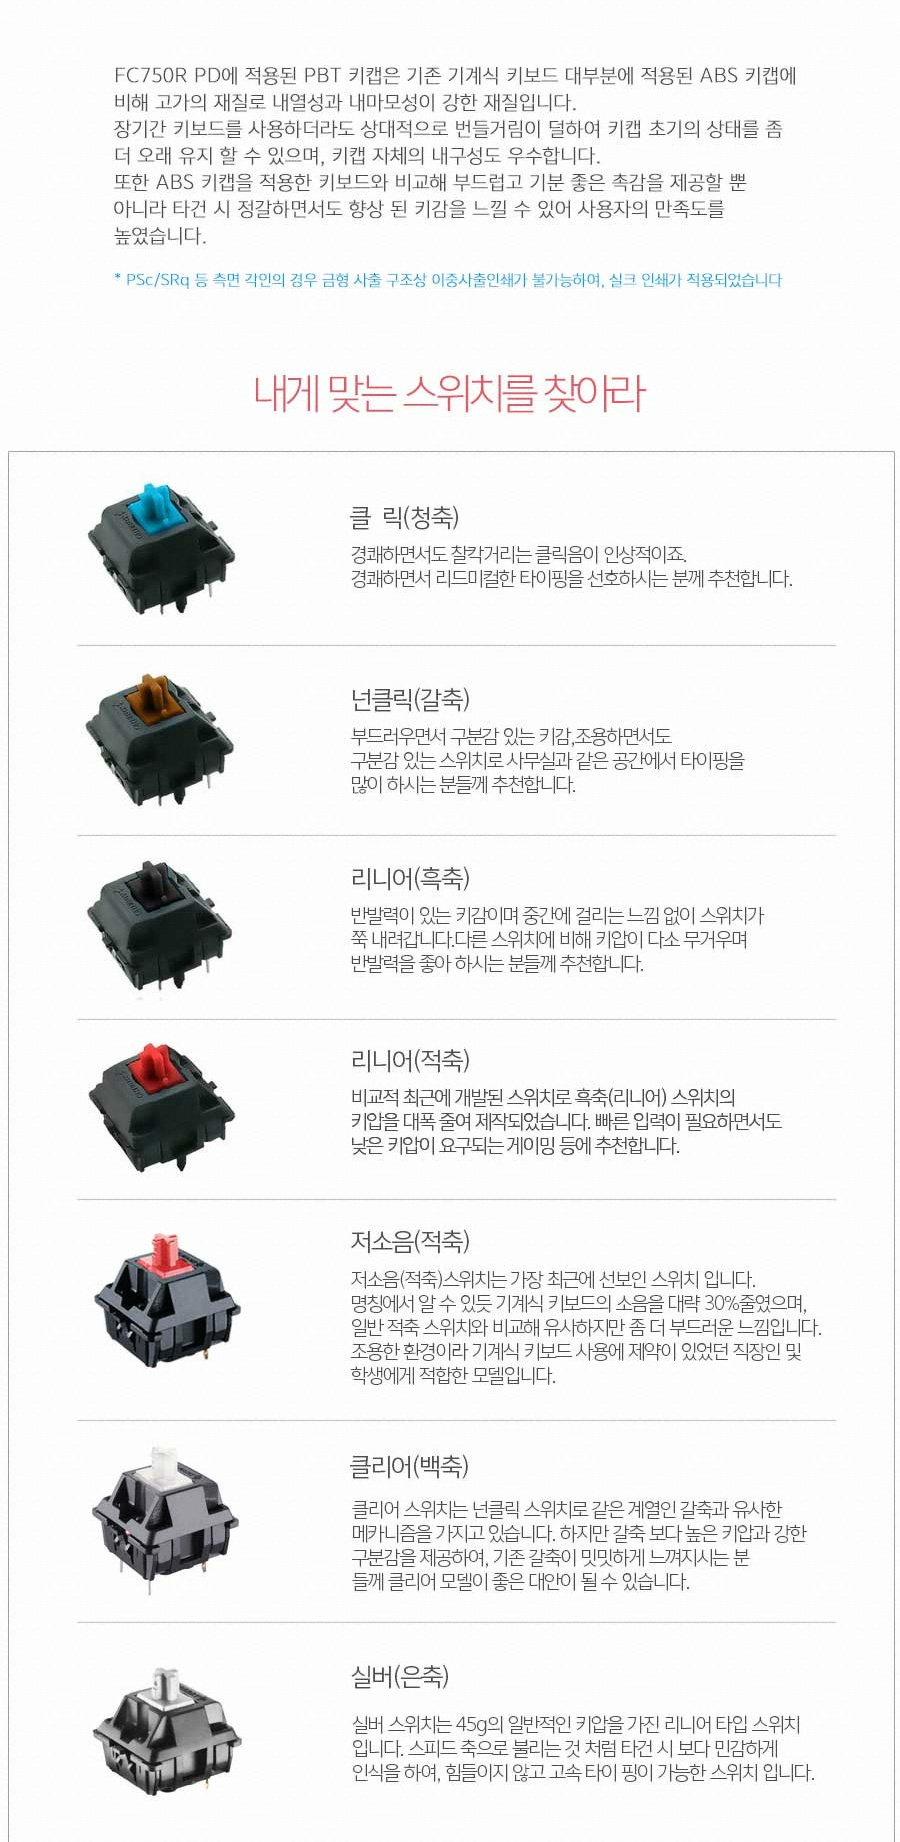 FC750R PD에 적용된 PBT 키캡은 기존 기계식 키보드 대부분에 적용된 ABS 키캡에
비해 고가의 재질로 내열성과 내마모성이 강한 재질입니다.
장기간 키보드를 사용하더라도 상대적으로 번들거림이 덜하여 키캡 초기의 상태를 좀
더 오래 유지 할 수 있으며, 키캡 자체의 내구성도 우수합니다.
또한 ABS 키캡을 적용한 키보드와 비교해 부드럽고 기분 좋은 촉감을 제공할 뿐
아니라 타건 시 정갈하면서도 향상 된 키감을 느낄 수 있어 사용자의 만족도를
높였습니다.
* PSc/SRq 등 측면 각인의 경우 금형 사출 구조상 이중사출인쇄가 불가능하여, 실크 인쇄가 적용되었습니다
내게 맞는 스위치를 찾아라
클 릭(청축)
경쾌하면서도 찰칵거리는 클릭음이 인상적이죠.
경쾌하면서 리드미컬한 타이핑을 선호하시는 분께 추천합니다.
넌클릭(갈축)
부드러우면서 구분감 있는 키감,조용하면서도
구분감 있는 스위치로 사무실과 같은 공간에서 타이핑을
많이 하시는 분들께 추천합니다.
리니어(흑축)
반발력이 있는 키감이며 중간에 걸리는 느낌 없이 스위치가
쭉 내려갑니다.다른 스위치에 비해 키압이 다소 무거우며
반발력을 좋아 하시는 분들께 추천합니다.
리니어(적축)
비교적 최근에 개발된 스위치로 흑축(리니어) 스위치의
키압을 대폭 줄여 제작되었습니다. 빠른 입력이 필요하면서도
낮은 키압이 요구되는 게이밍 등에 추천합니다.
저소음(적축)
저소음(적축)스위치는 가장 최근에 선보인 스위치 입니다.
명칭에서 알 수 있듯 기계식 키보드의 소음을 대략 30%줄였으며,
일반 적축 스위치와 비교해 유사하지만 좀 더 부드러운 느낌입니다.
조용한 환경이라 기계식 키보드 사용에 제약이 있었던 직장인 및
학생에게 적합한 모델입니다.
클리어(백축)
클리어 스위치는 넌클릭 스위치로 같은 계열인 갈축과 유사한
메카니즘을 가지고 있습니다. 하지만 갈축 보다 높은 키압과 강한
구분감을 제공하여, 기존 갈축이 밋밋하게 느껴지시는 분
들께 클리어 모델이 좋은 대안이 될 수 있습니다.
실버(은축)
실버 스위치는 45g의 일반적인 키압을 가진 리니어 타입 스위치
입니다. 스피드 축으로 불리는 것 처럼 타건 시 보다 민감하게
인식을 하여, 힘들이지 않고 고속 타이 핑이 가능한 스위치 입니다.